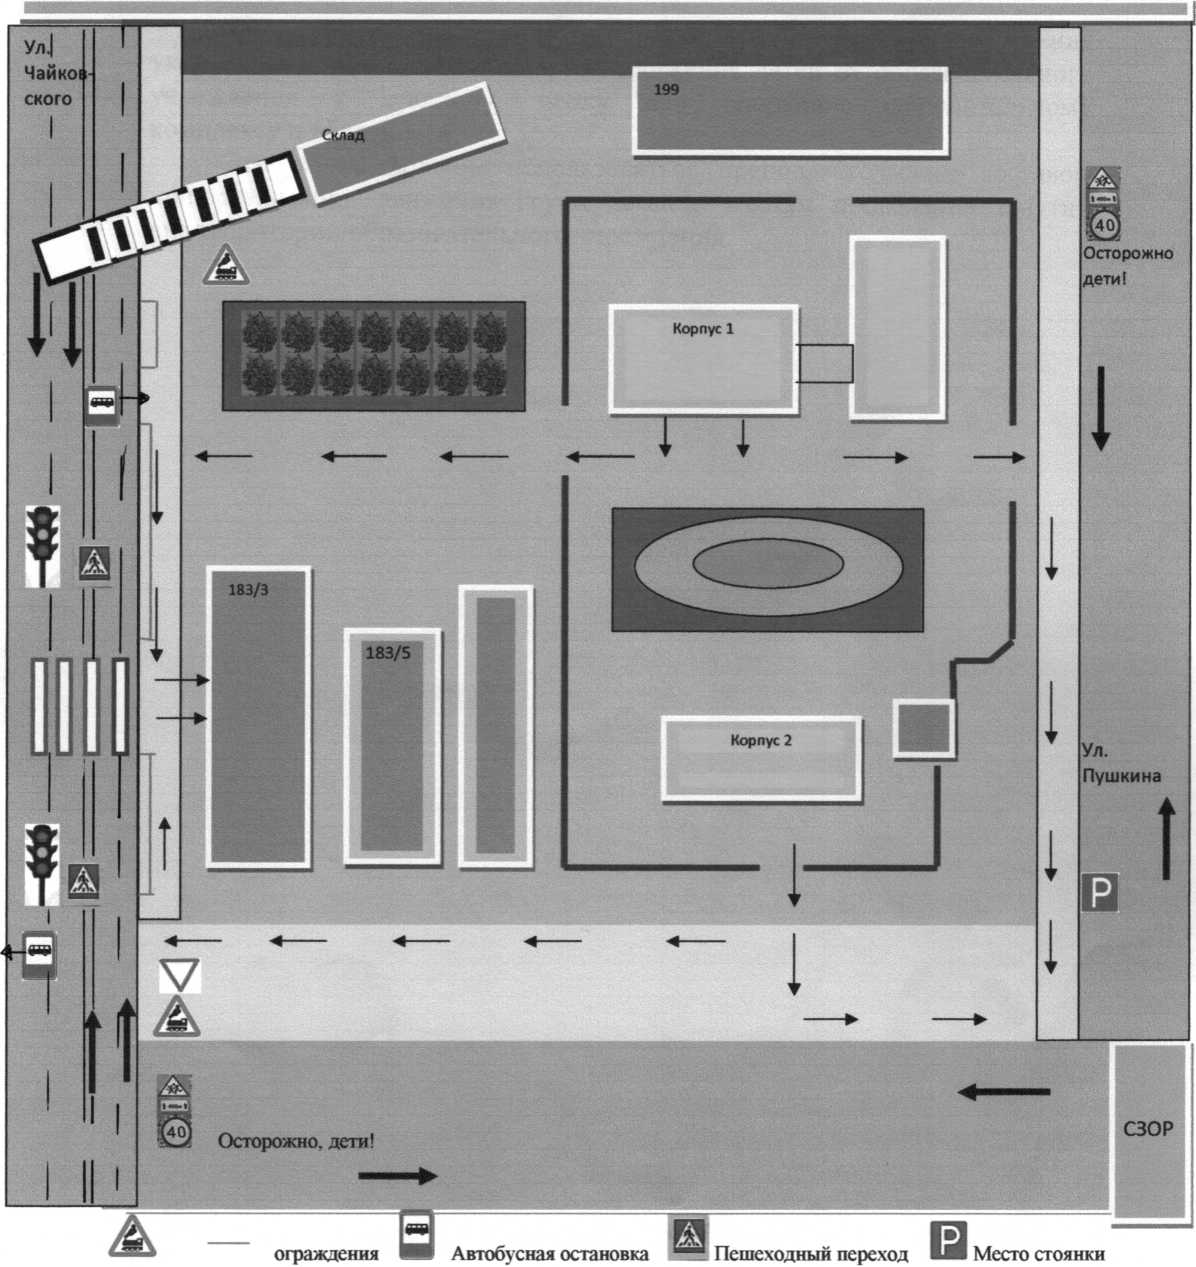 Ул.
Чайков-
ского
Склад
199
40
Осторожно
дети!
Корпус 1
183/3
183/5
Корпус 2
Ул.
Пушкина
P
40
Осторожно, дети!
СЗОР
ограждения
Автобусная остановка
Пешеходный переход
P
Место стоянки